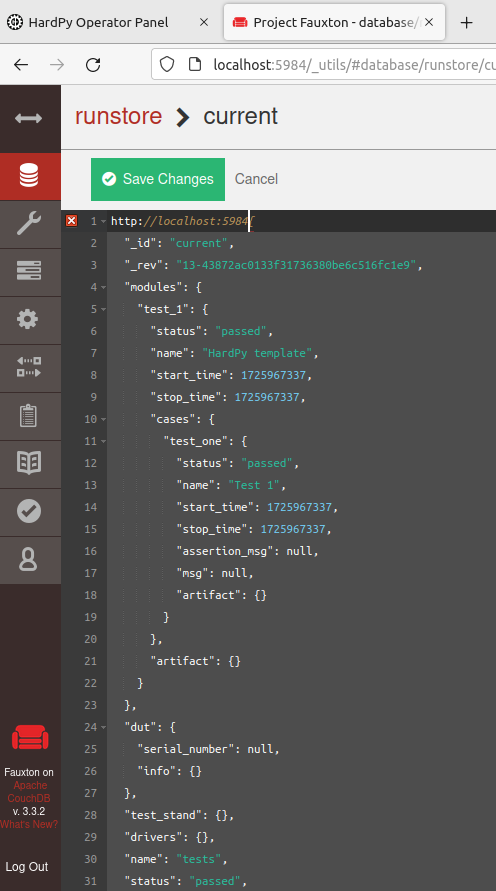 HardPy Operator Panel
Project Fauxton - database/
localhost:5984/_utils/#database/runstore/cu
runstore > current
Save Changes Cancel
1 http://localhost:5984{
2 "_id": "current",
3 "_rev": "13-43872ac0133f31736380be6c516fc1e9",
4 "modules": {
5 "test_1": {
6 "status": "passed",
7 "name": "HardPy template",
8 "start_time": 1725967337,
9 "stop_time": 1725967337,
10 "cases": {
11 "test_one": {
12 "status": "passed",
13 "name": "Test 1",
14 "start_time": 1725967337,
15 "stop_time": 1725967337,
16 "assertion_msg": null,
17 "msg": null,
18 "artifact": {}
19 }
20 },
21 "artifact": {}
22 }
23 },
24 "dut": {
25 "serial_number": null,
26 "info": {}
27 },
28 "test_stand": {},
29 "drivers": {},
30 "name": "tests",
31 "status": "passed",
Fauxton on
Apache
CouchDB
v. 3.3.2
What's New?
Log Out